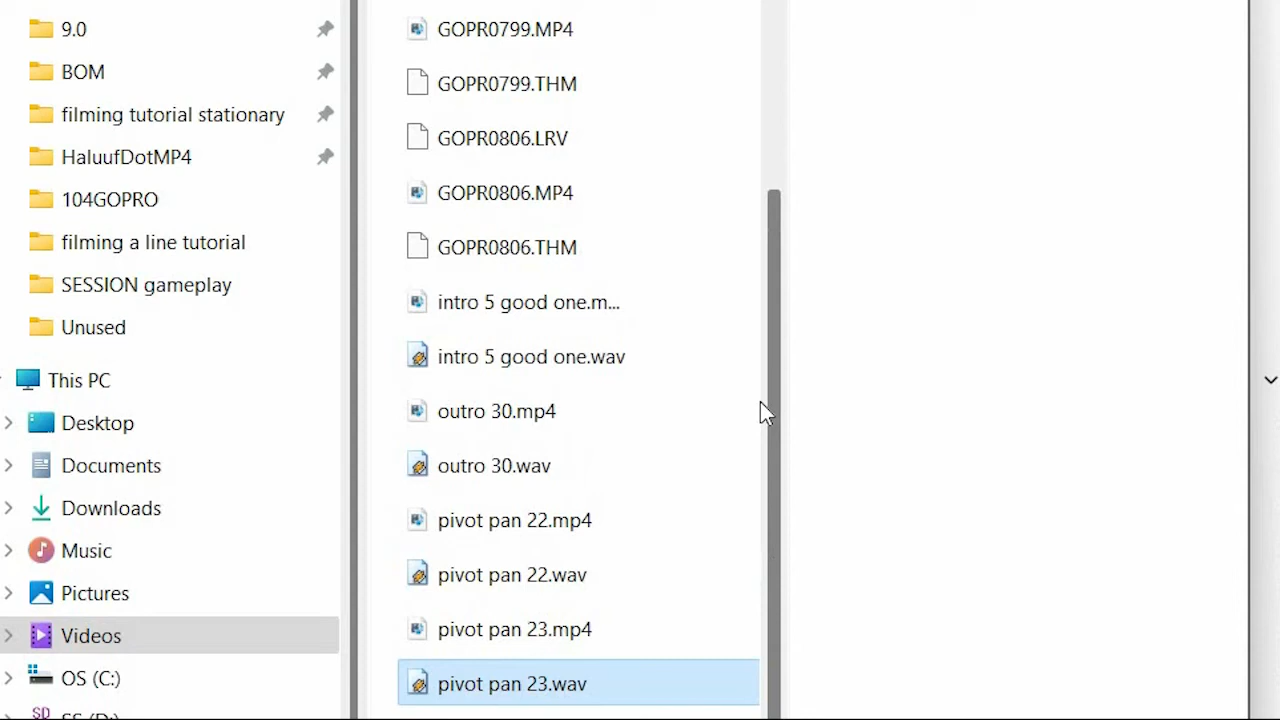 9.0
BOM
filming tutorial stationary
HaluufDotMP4
104GOPRO
filming a line tutorial
SESSION gameplay
Unused
This PC
Desktop
Documents
Downloads
Music
Pictures
Videos
OS (C:)
SD
GOPR0799.MP4
GOPR0799.THM
GOPR0806.LRV
GOPR0806.MP4
GOPR0806.THM
intro 5 good one.m...
intro 5 good one.wav
outro 30.mp4
outro 30.wav
pivot pan 22.mp4
pivot pan 22.wav
pivot pan 23.mp4
pivot pan 23.wav